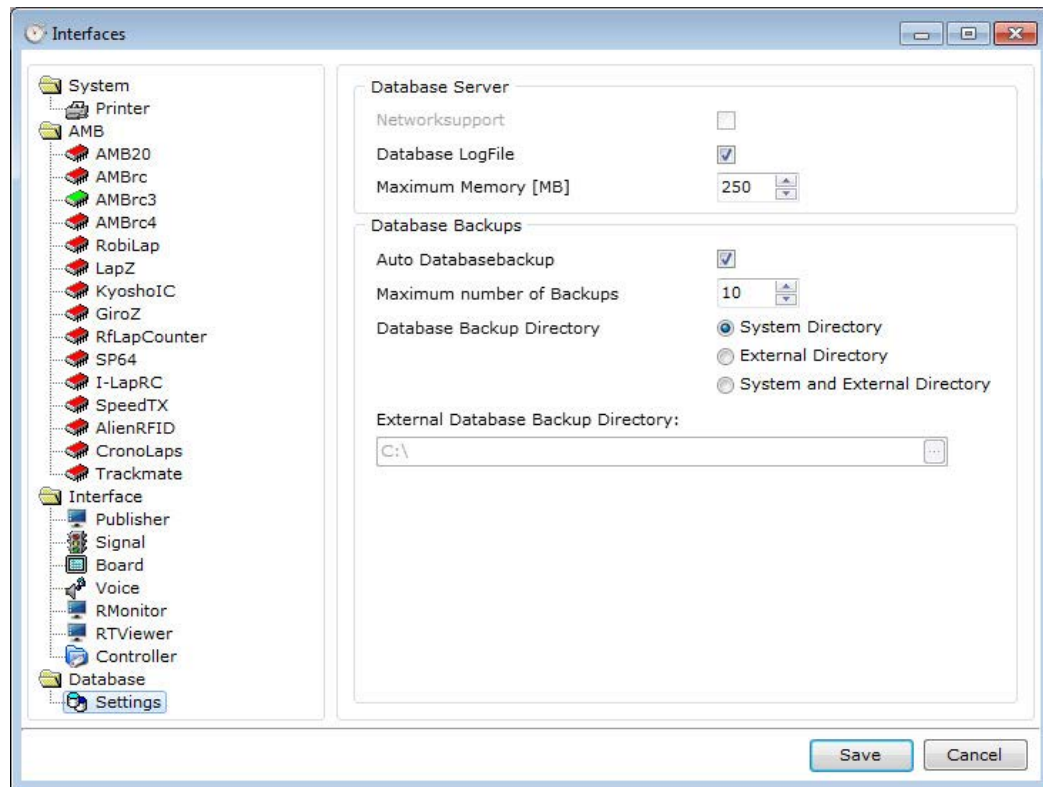 Interfaces
System
Printer
AMB
AMB20
AMBrc
AMBrc3
AMBrc4
RobiLap
LapZ
KyoshoIC
GiroZ
RfLapCounter
SP64
I-LapRC
SpeedTX
AlienRFID
CronoLaps
Trackmate
Interface
Publisher
Signal
Board
Voice
RMonitor
RTViewer
Controller
Database
Settings
Database Server
Networksupport
Database LogFile
Maximum Memory [MB] 250
Database Backups
Auto Databasebackup
Maximum number of Backups 10
Database Backup Directory System Directory
External Directory
System and External Directory
External Database Backup Directory:
C:\ ...
Save Cancel